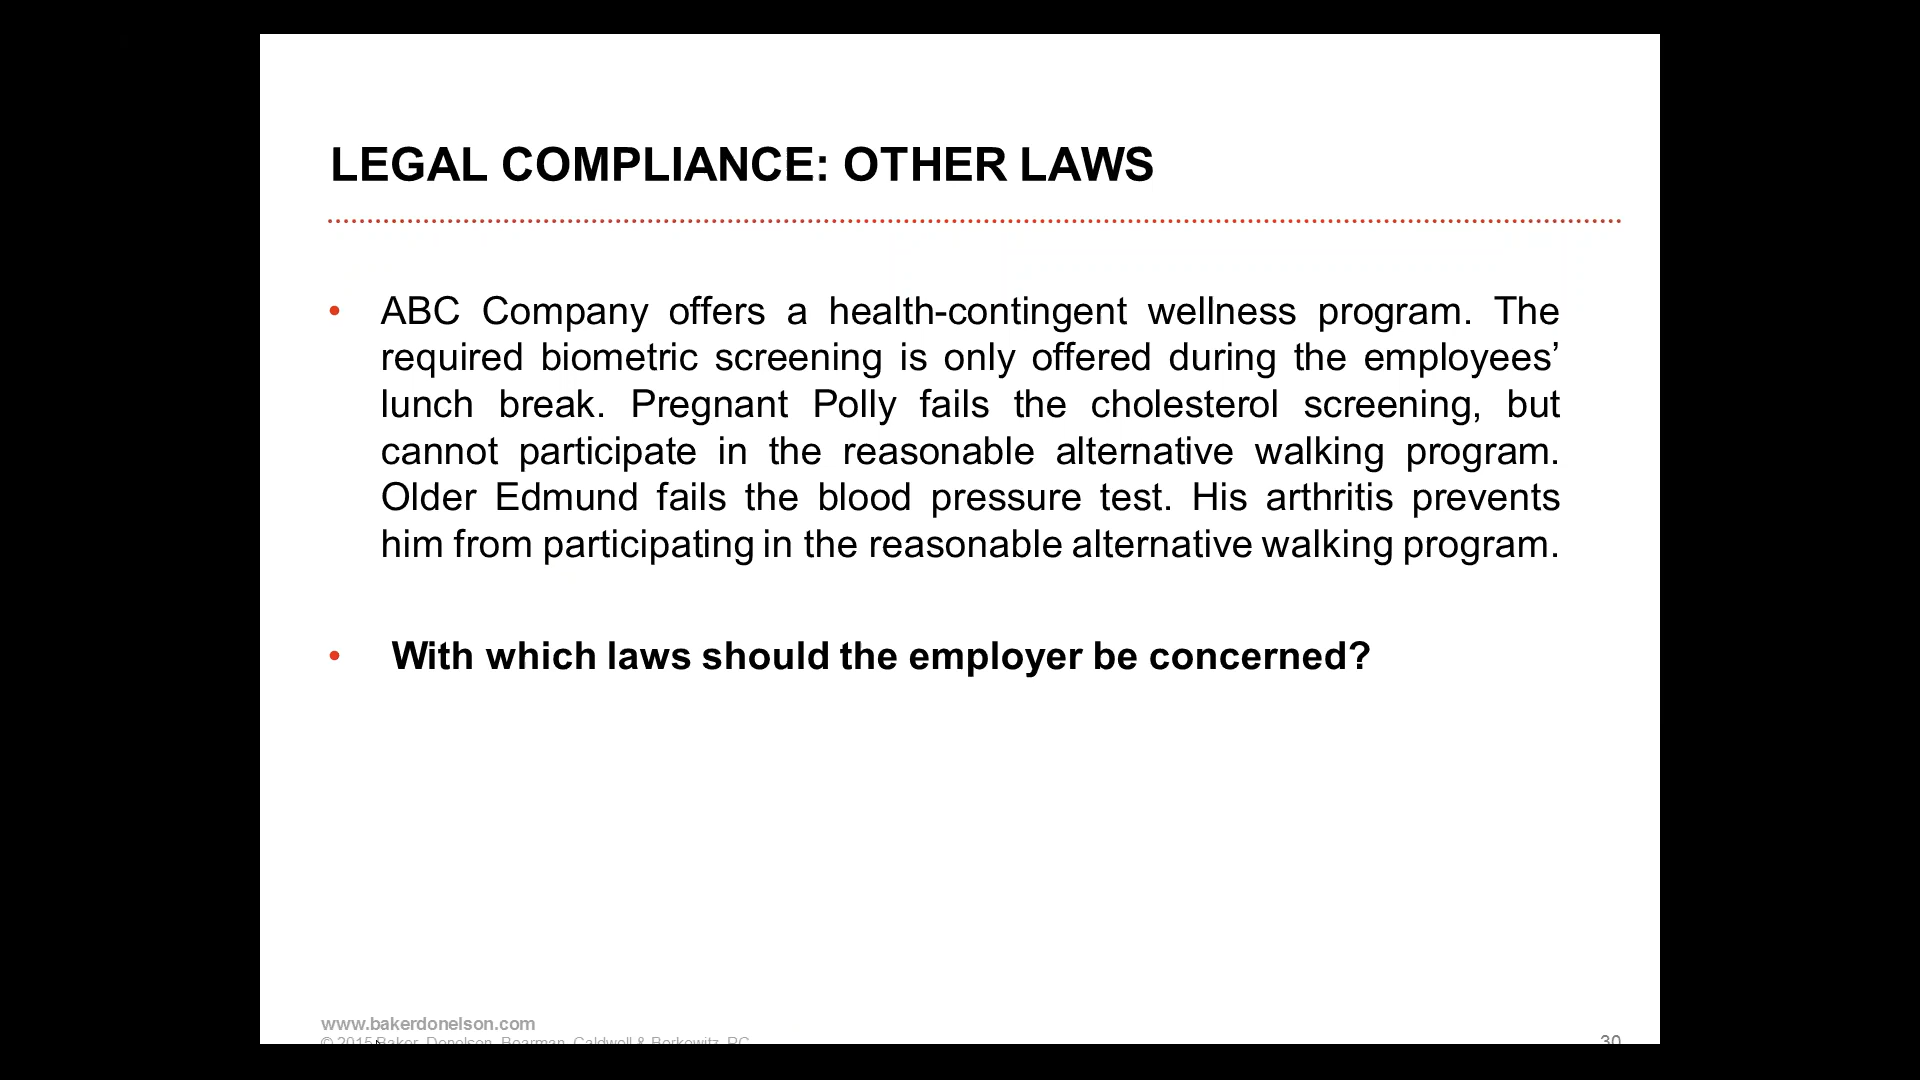 LEGAL COMPLIANCE: OTHER LAWS
• ABC Company offers a health-contingent wellness program. The
required biometric screening is only offered during the employees’
lunch break. Pregnant Polly fails the cholesterol screening, but
cannot participate in the reasonable alternative walking program.
Older Edmund fails the blood pressure test. His arthritis prevents
him from participating in the reasonable alternative walking program.
• With which laws should the employer be concerned?
www.bakerdonelson.com
© 2015 Baker, Donelson, Bearman, Caldwell & Berkowitz, PC
30